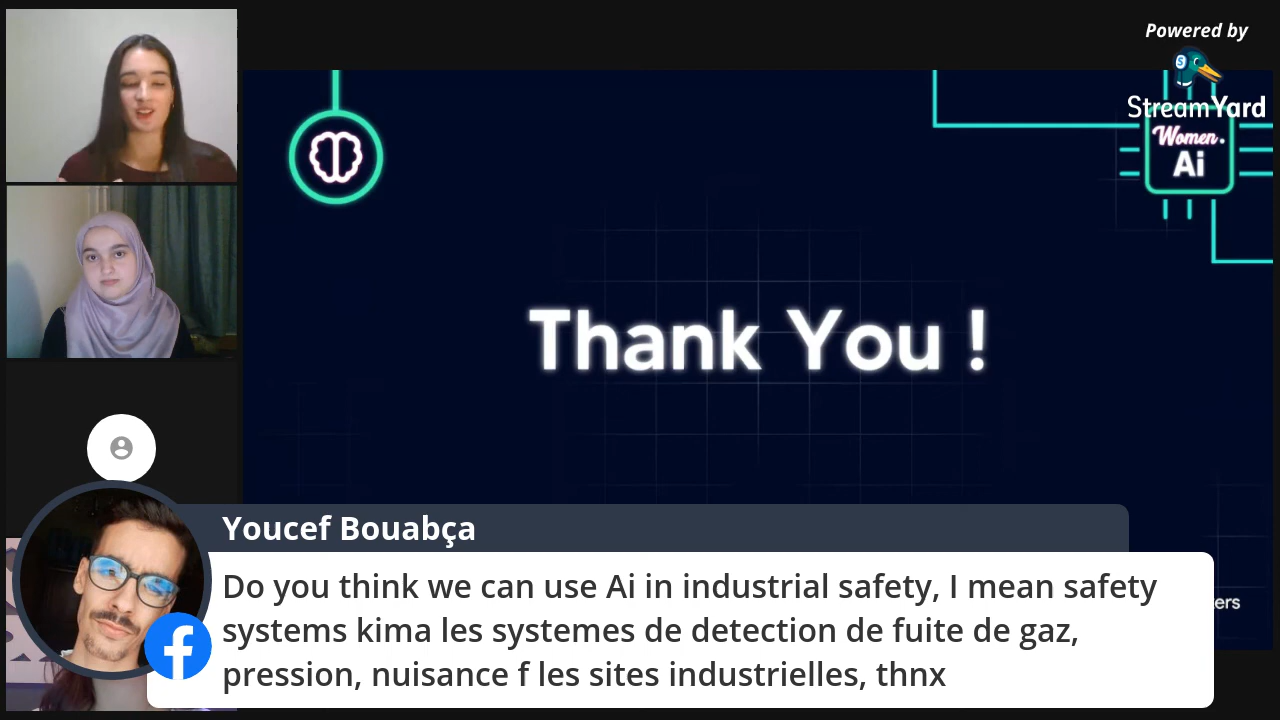 Powered by
StreamYard
Women.
Ai
Thank You !
Youcef Bouabça
Do you think we can use Ai in industrial safety, I mean safety
systems kima les systemes de detection de fuite de gaz,
pression, nuisance f les sites industrielles, thnx